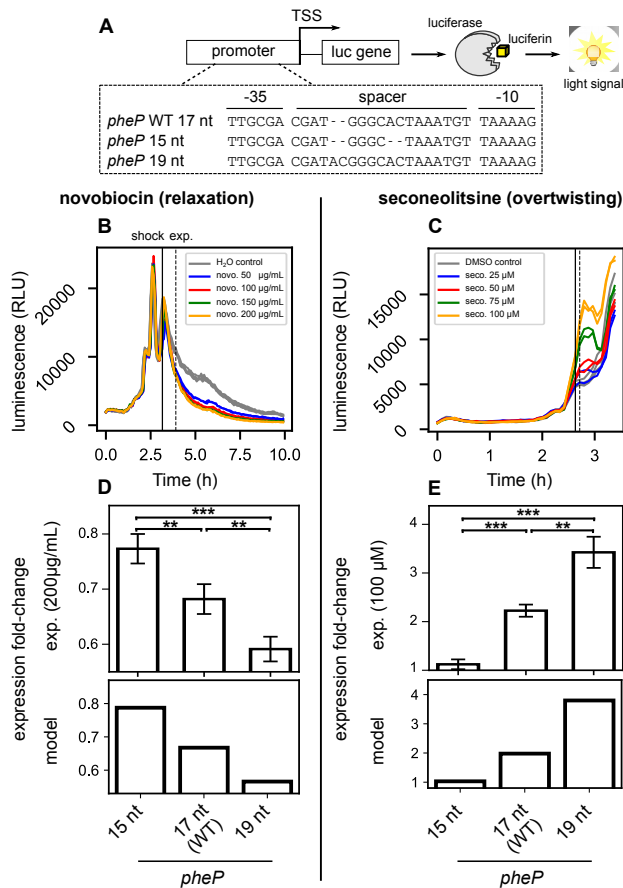 A
TSS
promoter
luc gene
luciferase
luciferin
light signal
-35 spacer -10
pheP WT 17 nt TTGCGA CGAT--GGGCACTAAATGT TAAAAG
pheP 15 nt TTGCGA CGAT--GGGC--TAAATGT TAAAAG
pheP 19 nt TTGCGA CGATACGGGCACTAAATGT TAAAAG
novobiocin (relaxation)
B
shock exp.
luminescence (RLU)
20000
10000
0
H2O control
novo. 50 µg/mL
novo. 100 µg/mL
novo. 150 µg/mL
novo. 200 µg/mL
0.0 2.5 5.0 7.5 10.0
Time (h)
seconeolitsine (overtwisting)
C
luminescence (RLU)
15000
10000
5000
0
DMSO control
seco. 25 µM
seco. 50 µM
seco. 75 µM
seco. 100 µM
0 1 2 3
Time (h)
D
expression fold-change
exp. (200µg/mL)
0.8
0.7
0.6
***
** **
model
0.8
0.7
0.6
15 nt
17 nt
(WT)
19 nt
pheP
E
expression fold-change
exp. (100 µM)
4
3
2
1
***
*** **
model
4
3
2
1
15 nt
17 nt
(WT)
19 nt
pheP